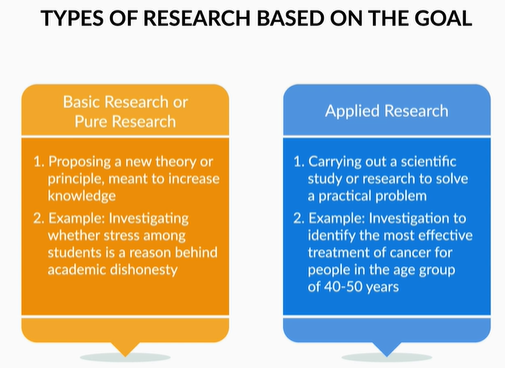 TYPES OF RESEARCH BASED ON THE GOAL
Basic Research or
Pure Research
1. Proposing a new theory or
principle, meant to increase
knowledge
2. Example: Investigating
whether stress among
students is a reason behind
academic dishonesty
Applied Research
1. Carrying out a scientific
study or research to solve
a practical problem
2. Example: Investigation to
identify the most effective
treatment of cancer for
people in the age group
of 40-50 years